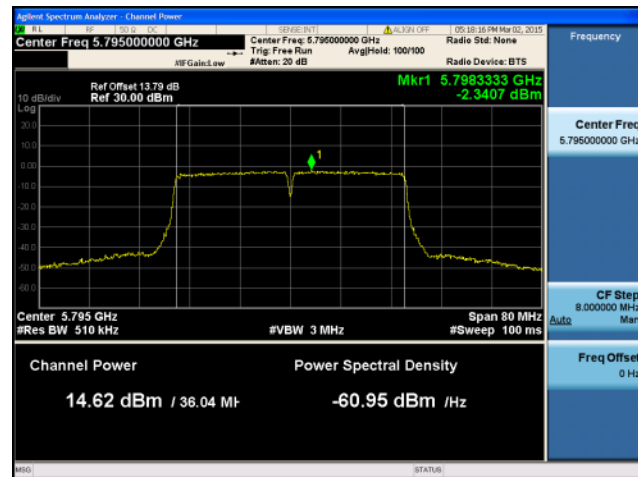 Agilent Spectrum Analyzer - Channel Power
RL RF 50 Ω DC SENSE:INT ALIGN OFF 05:18:16 PM Mar 02, 2015
Center Freq 5.795000000 GHz Center Freq: 5.795000000 GHz Radio Std: None Frequency
Trig: Free Run Avg|Hold: 100/100
#IFGain:Low #Atten: 20 dB Radio Device: BTS
Ref Offset 13.79 dB Mkr1 5.7983333 GHz
10 dB/div Ref 30.00 dBm -2.3407 dBm
Log
20.0
10.0
0.00
-10.0
-20.0
-30.0
-40.0
-50.0
-60.0
1
Center Freq
5.795000000 GHz
CF Step
8.000000 MHz
Auto Man
Center 5.795 GHz Span 80 MHz
#Res BW 510 kHz #VBW 3 MHz #Sweep 100 ms
Freq Offset
0 Hz
Channel Power Power Spectral Density
14.62 dBm / 36.04 MH -60.95 dBm /Hz
MSG STATUS